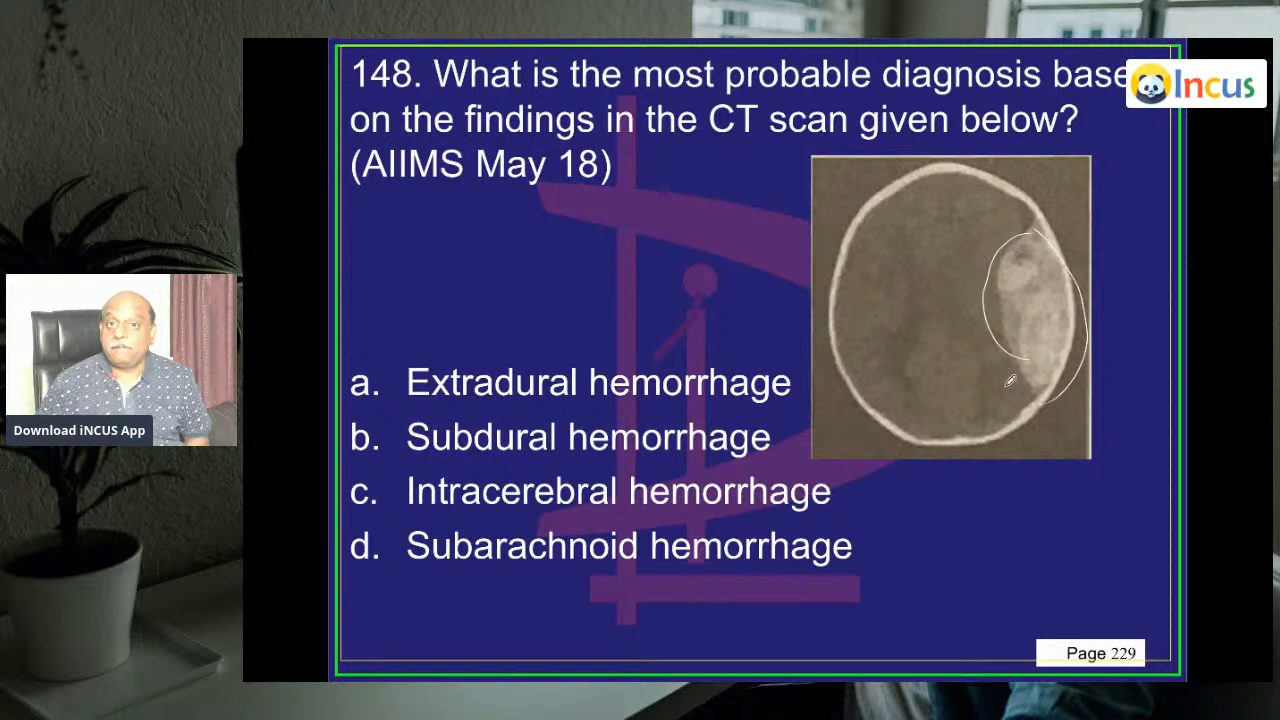 148. What is the most probable diagnosis base
on the findings in the CT scan given below?
(AIIMS May 18)
a. Extradural hemorrhage
b. Subdural hemorrhage
c. Intracerebral hemorrhage
d. Subarachnoid hemorrhage
Page 229
Incus
Download iNCUS App